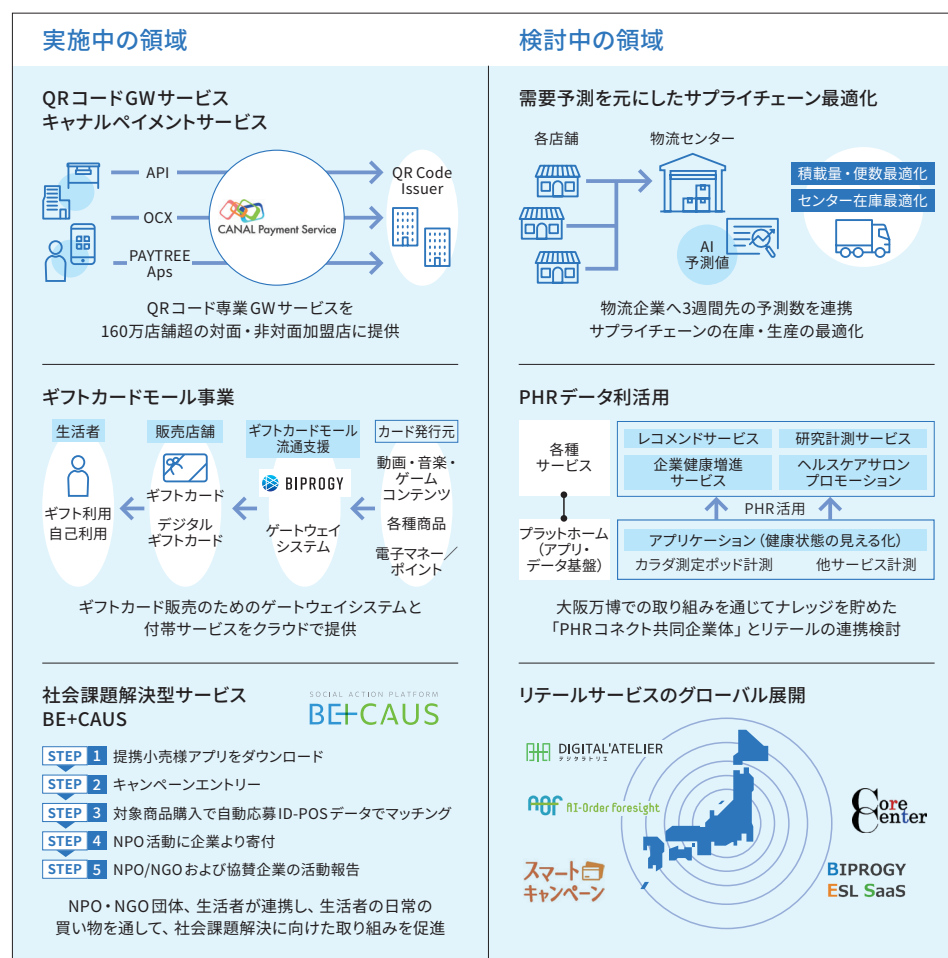 実施中の領域
QRコードGWサービス
キャナルペイメントサービス
API
OCX
PAYTREE
Aps
CANAL Payment Service
QR Code
Issuer
QRコード専業GWサービスを
160万店舗超の対面・非対面加盟店に提供
ギフトカードモール事業
生活者
ギフト利用
自己利用
販売店舗
ギフトカード
デジタル
ギフトカード
ギフトカードモール
流通支援
BIPROGY
ゲートウェイ
システム
カード発行元
動画・音楽・
ゲーム
コンテンツ
各種商品
電子マネー／
ポイント
ギフトカード販売のためのゲートウェイシステムと
付帯サービスをクラウドで提供
社会課題解決型サービス
BE+CAUS
SOCIAL ACTION PLATFORM
BE+CAUS
STEP 1 提携小売様アプリをダウンロード
STEP 2 キャンペーンエントリー
STEP 3 対象商品購入で自動応募ID-POSデータでマッチング
STEP 4 NPO活動に企業より寄付
STEP 5 NPO/NGOおよび協賛企業の活動報告
NPO・NGO団体、生活者が連携し、生活者の日常の
買い物を通して、社会課題解決に向けた取り組みを促進
検討中の領域
需要予測を元にしたサプライチェーン最適化
各店舗
物流センター
AI
予測値
積載量・便数最適化
センター在庫最適化
物流企業へ3週間先の予測数を連携
サプライチェーンの在庫・生産の最適化
PHRデータ利活用
各種
サービス
レコメンドサービス
研究計測サービス
企業健康増進
サービス
ヘルスケアサロン
プロモーション
PHR活用
プラットホーム
（アプリ・
データ基盤）
アプリケーション（健康状態の見える化）
カラダ測定ポッド計測
他サービス計測
大阪万博での取り組みを通じてナレッジを貯めた
「PHRコネクト共同企業体」とリテールの連携検討
リテールサービスのグローバル展開
DIGITAL'ATELIER
デジタラトリエ
AOF AI-Order Foresight
スマート
キャンペーン
Core
Center
BIPROGY
ESL SaaS